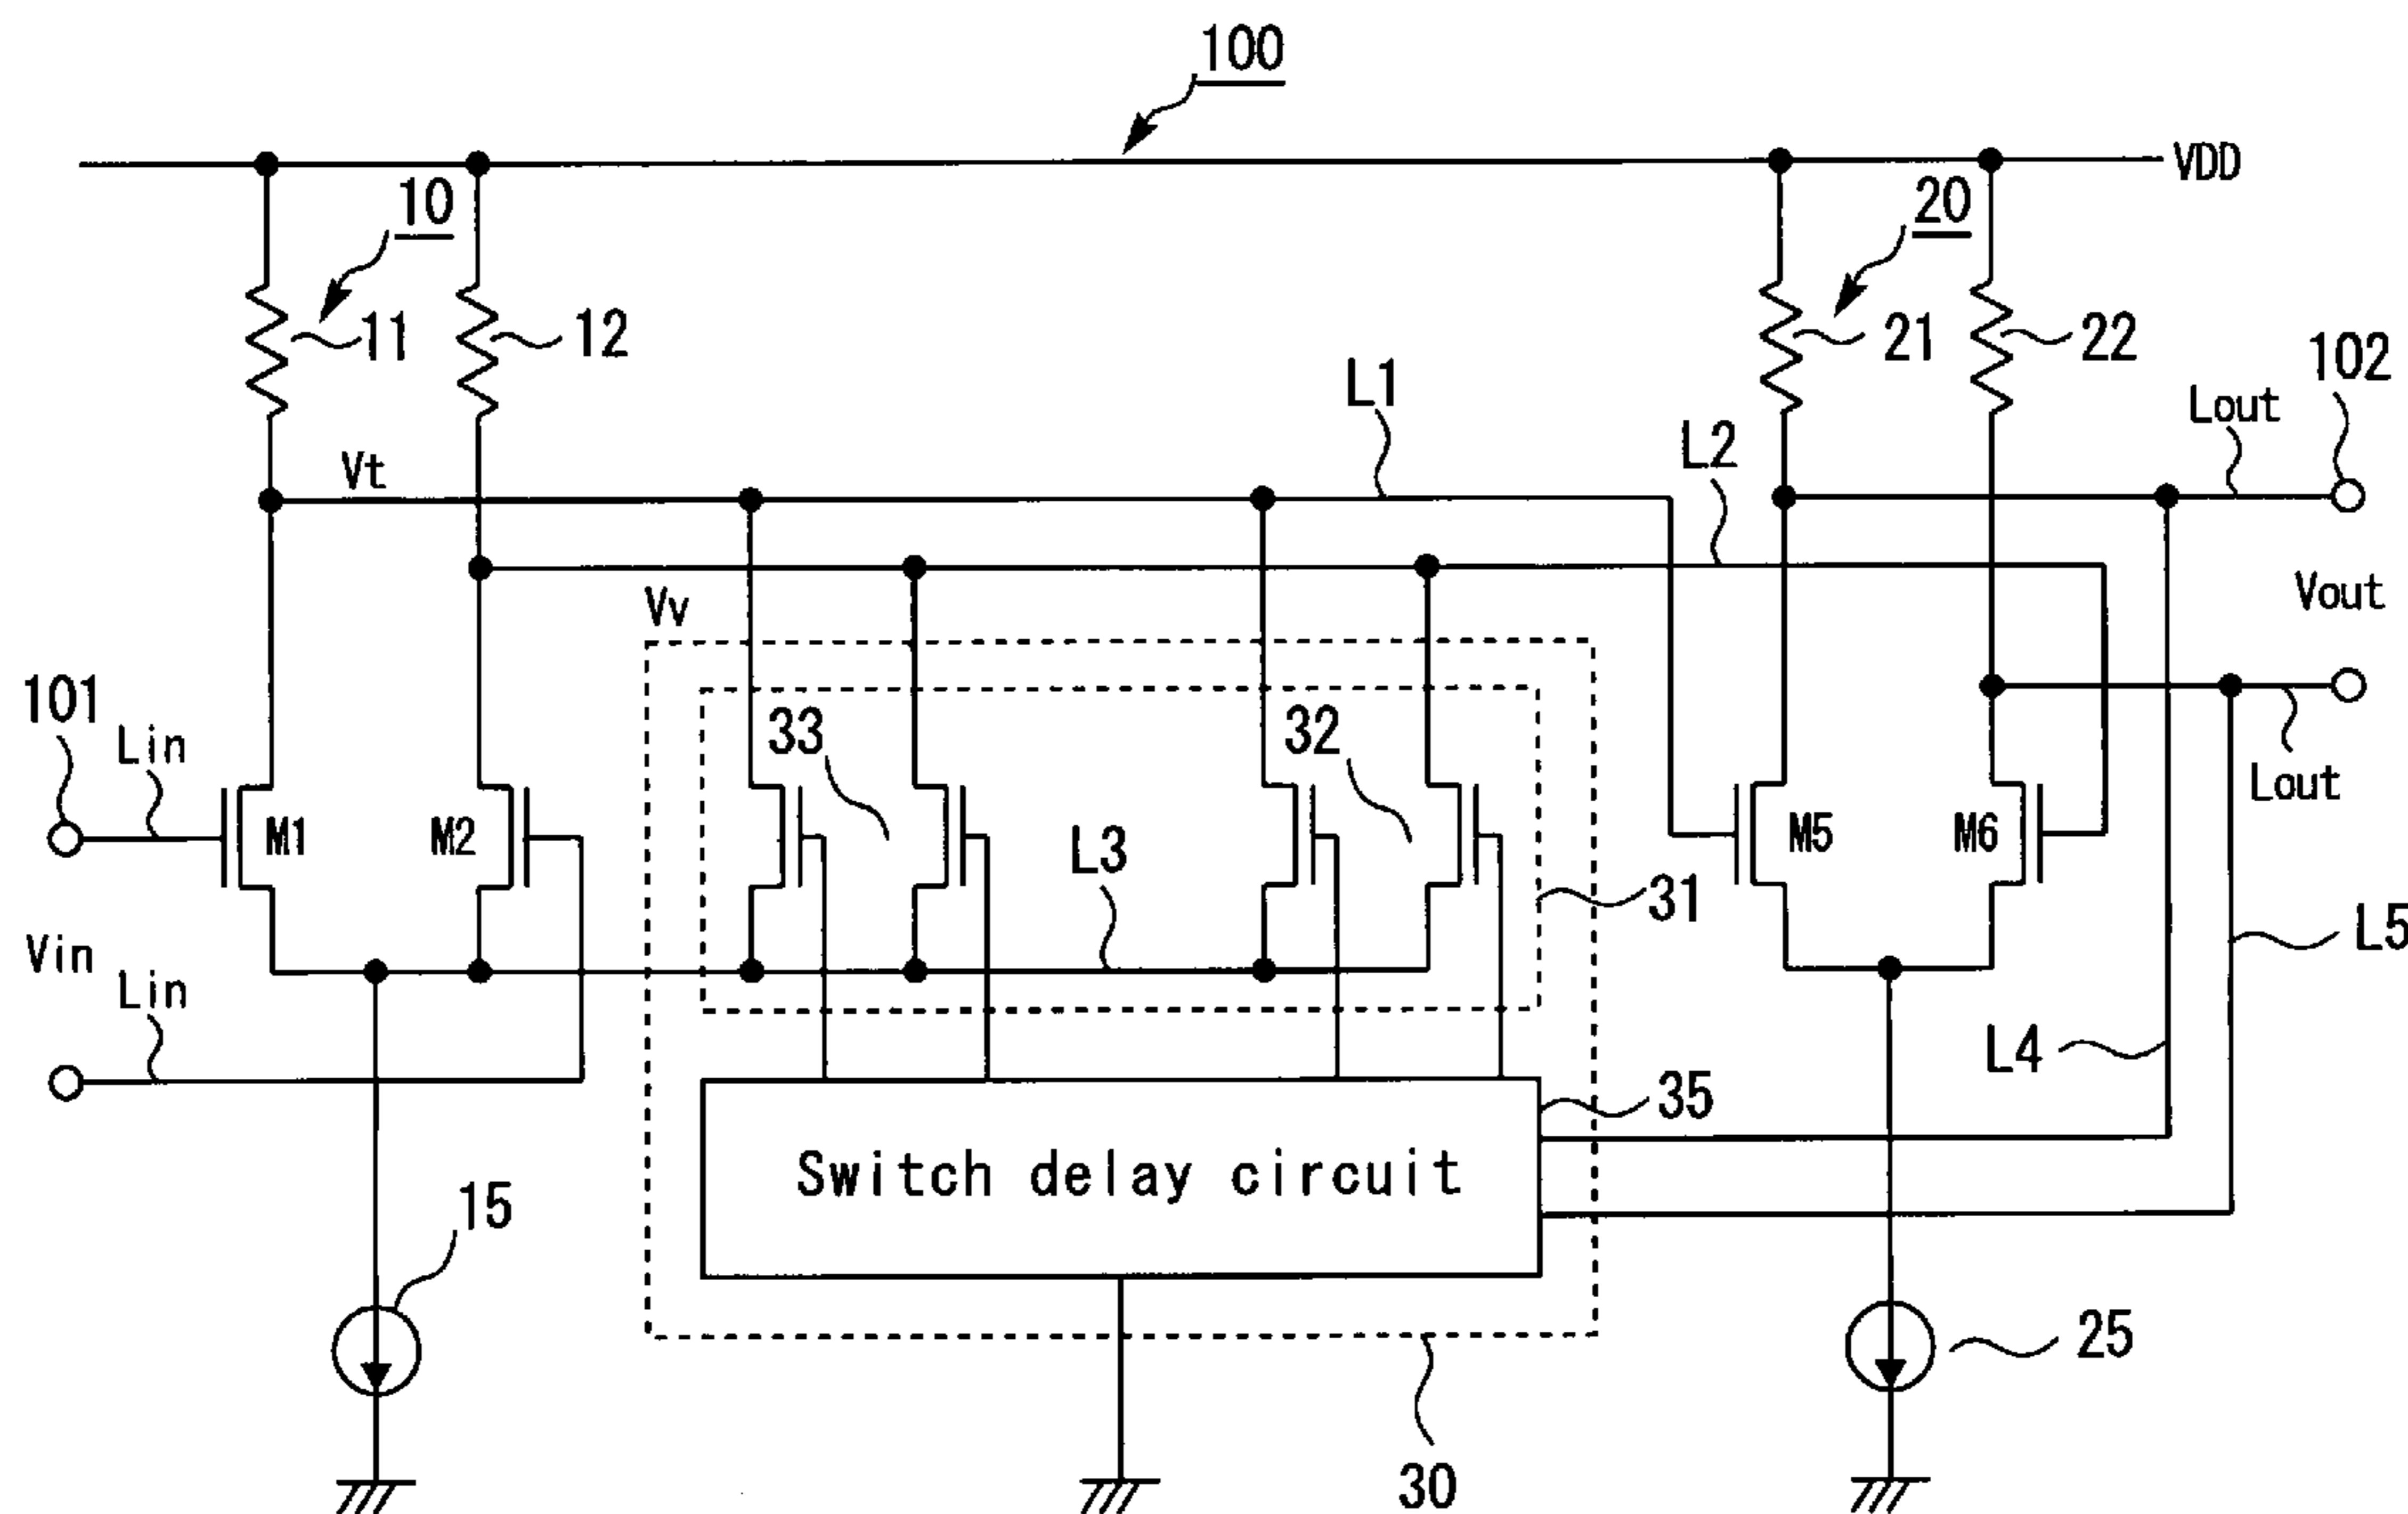 100
VDD
10
20
11
12
21
22
102
L1
Lout
L2
Vt
Vv
Vout
101
Lin
33
32
Lout
M1
M2
L3
M5
M6
31
L5
Vin
Lin
L4
35
Switch delay circuit
15
25
30